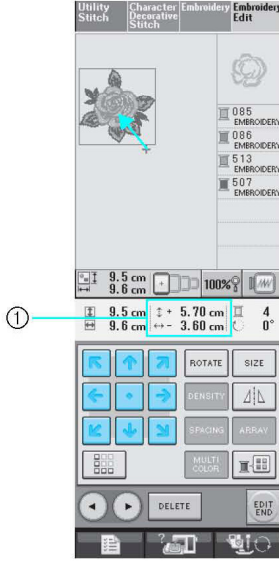 Utility Stitch
Character Decorative Stitch
Embroidery
Embroidery Edit
085
EMBROIDERY
086
EMBROIDERY
513
EMBROIDERY
507
EMBROIDERY
9.5 cm
9.6 cm
100%
1
9.5 cm + 5.70 cm 4
9.6 cm - 3.60 cm 0°
ROTATE SIZE
DENSITY
SPACING ARRAY
MULTI COLOR
DELETE
EDIT END
?